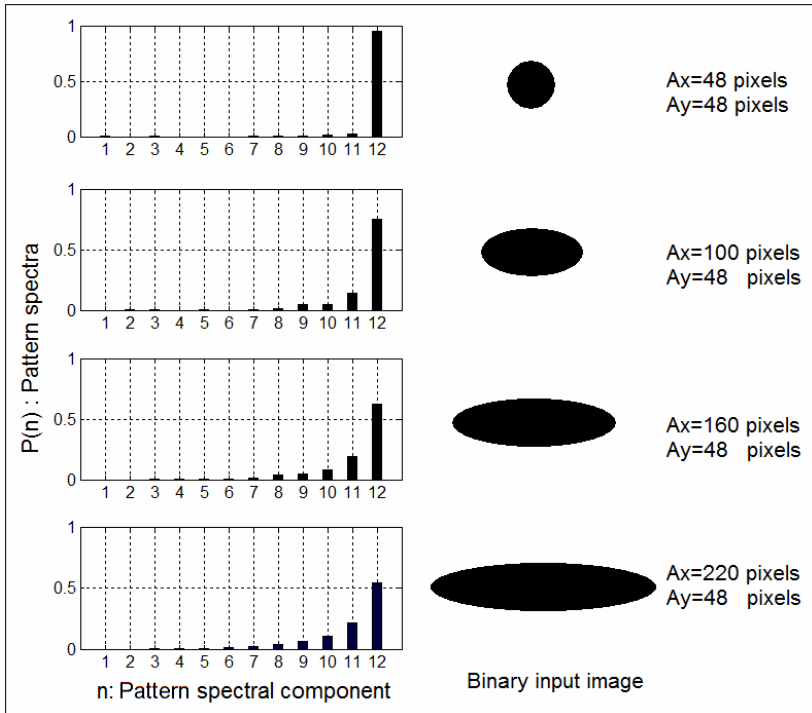 P(n) : Pattern spectra
1
0.5
0
1 2 3 4 5 6 7 8 9 10 11 12
Ax=48 pixels
Ay=48 pixels
1
0.5
0
1 2 3 4 5 6 7 8 9 10 11 12
Ax=100 pixels
Ay=48 pixels
1
0.5
0
1 2 3 4 5 6 7 8 9 10 11 12
Ax=160 pixels
Ay=48 pixels
1
0.5
0
1 2 3 4 5 6 7 8 9 10 11 12
Ax=220 pixels
Ay=48 pixels
n: Pattern spectral component
Binary input image